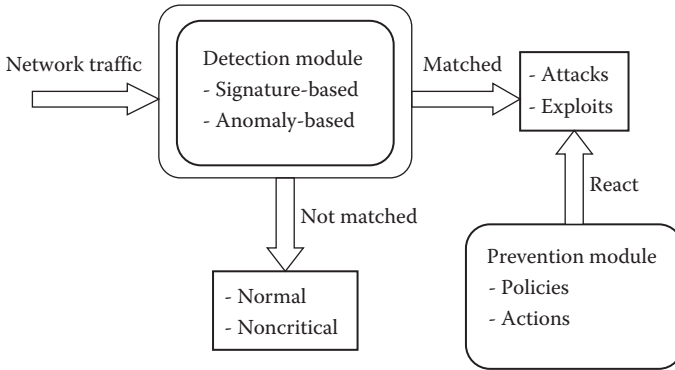 Network traffic
Detection module
- Signature-based
- Anomaly-based
Matched
- Attacks
- Exploits
React
Not matched
- Normal
- Noncritical
Prevention module
- Policies
- Actions